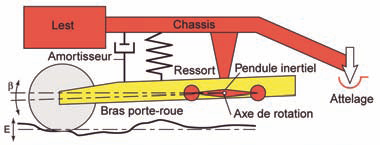 Lest
Chassis
Amortisseur
Ressort
Pendule inertiel
β
Attelage
Bras porte-roue
E
Axe de rotation